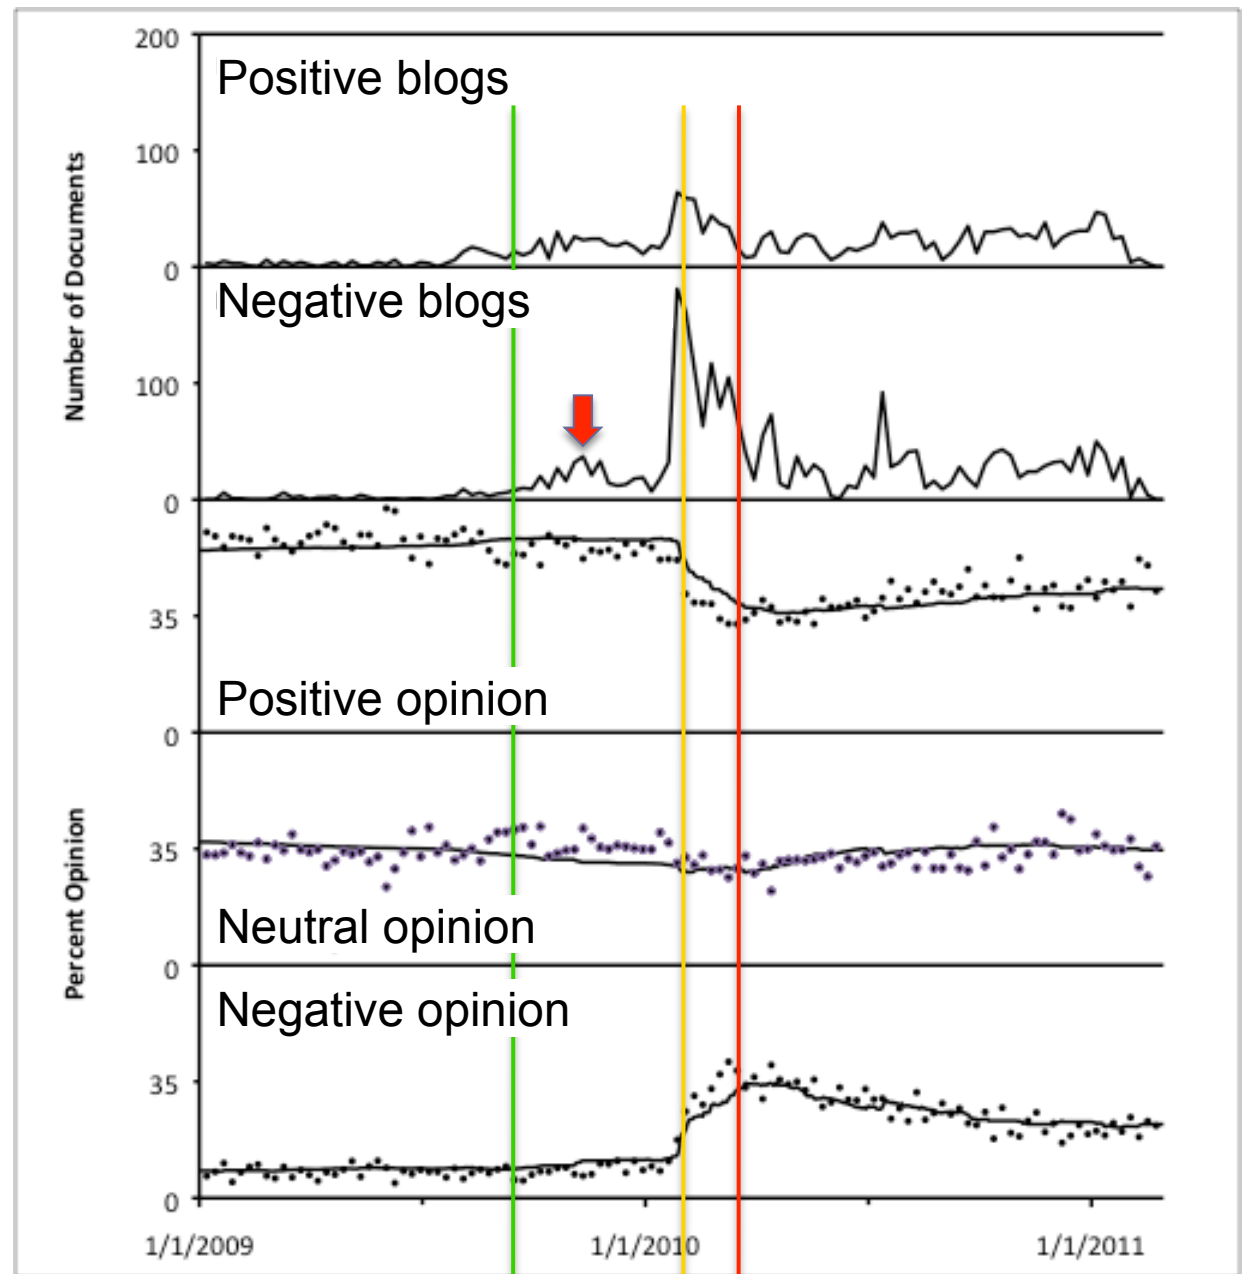 200
Positive blogs
100
Number of Documents
0
Negative blogs
100
0
35
Positive opinion
0
Percent Opinion
35
Neutral opinion
0
Negative opinion
35
0
1/1/2009
1/1/2010
1/1/2011